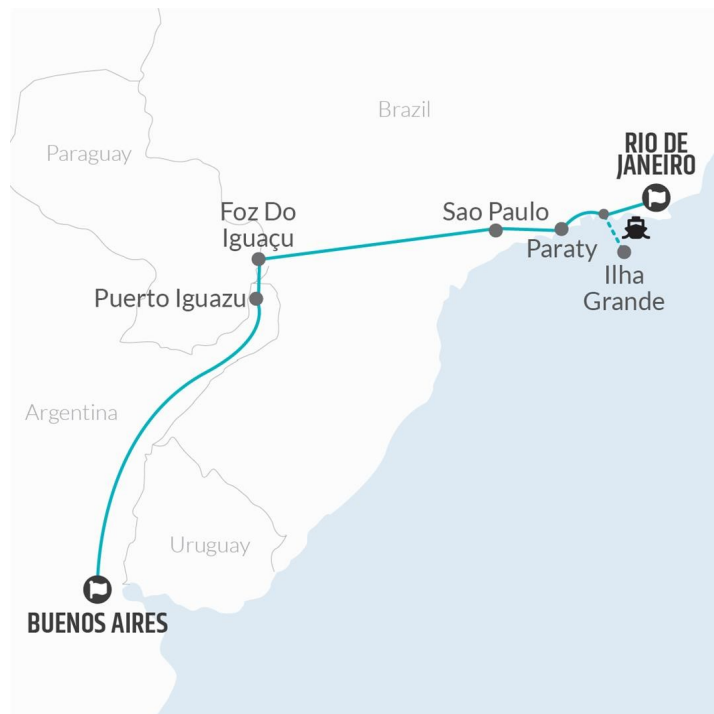 Brazil
Paraguay
RIO DE
JANEIRO
Foz Do
Iguaçu
Sao Paulo
Paraty
Ilha
Grande
Puerto Iguazu
Argentina
Uruguay
BUENOS AIRES